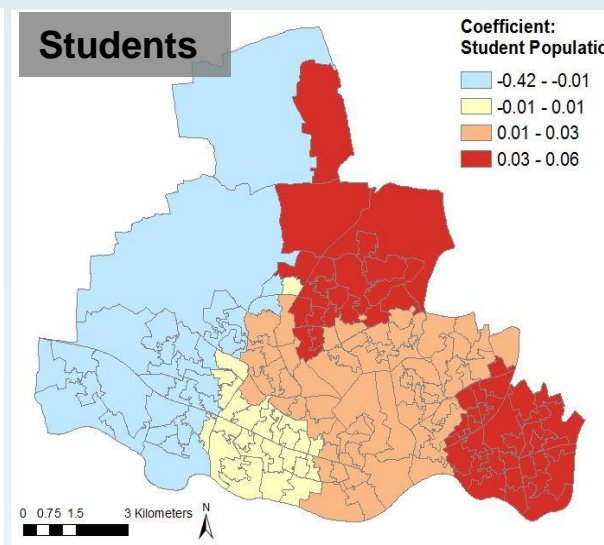 Students
Coefficient:
Student Populatio
-0.42 - -0.01
-0.01 - 0.01
0.01 - 0.03
0.03 - 0.06
0 0.75 1.5 3 Kilometers
N